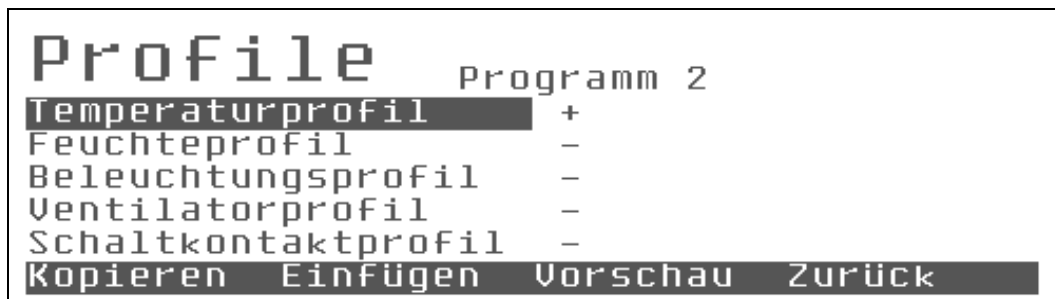 Profile Programm 2
Temperaturprofil +
Feuchteprofil –
Beleuchtungsprofil –
Ventilatorprofil –
Schaltkontaktprofil –
Kopieren Einfügen Vorschau Zurück